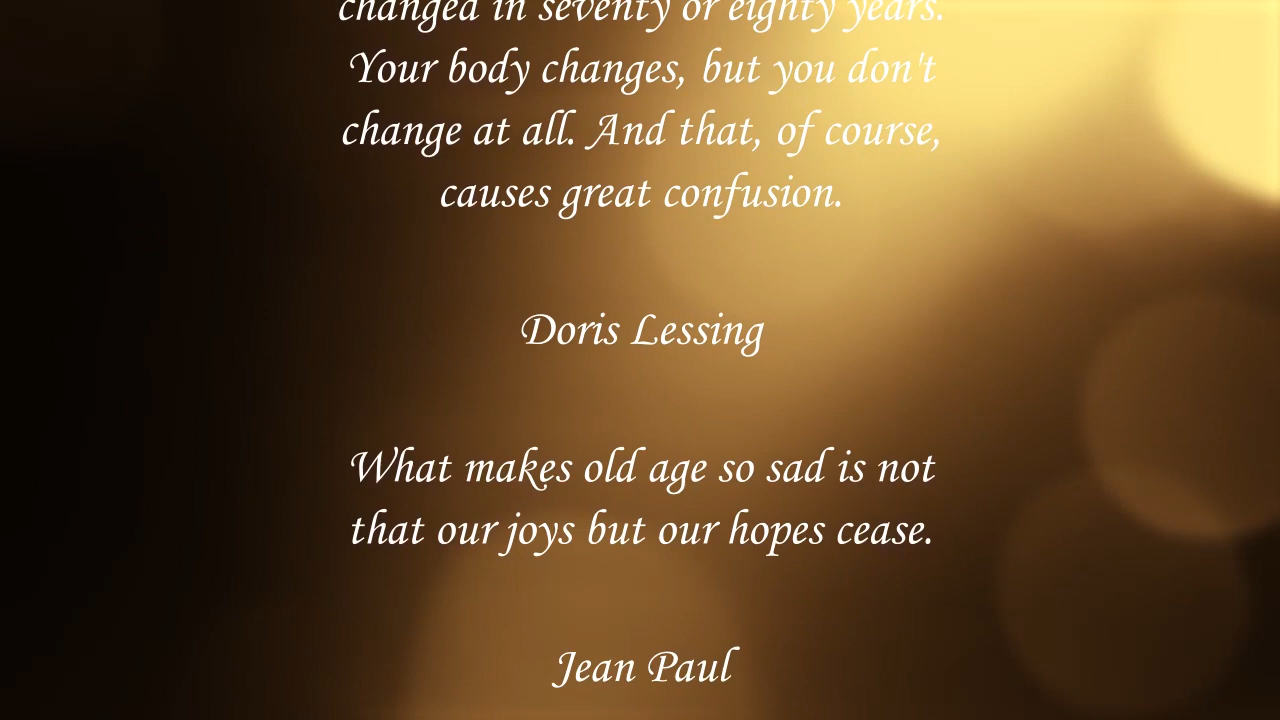 changed in seventy or eighty years.
Your body changes, but you don't
change at all. And that, of course,
causes great confusion.
Doris Lessing
What makes old age so sad is not
that our joys but our hopes cease.
Jean Paul